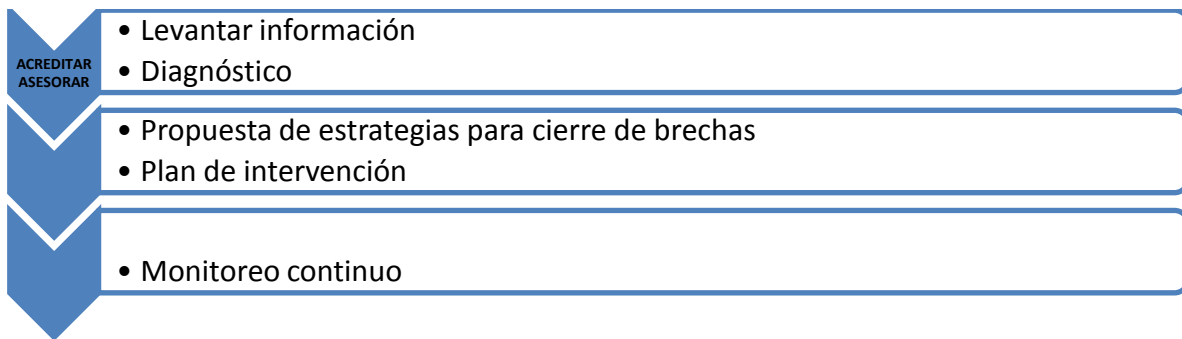 ACREDITAR
ASESORAR
• Levantar información
• Diagnóstico
• Propuesta de estrategias para cierre de brechas
• Plan de intervención
• Monitoreo continuo